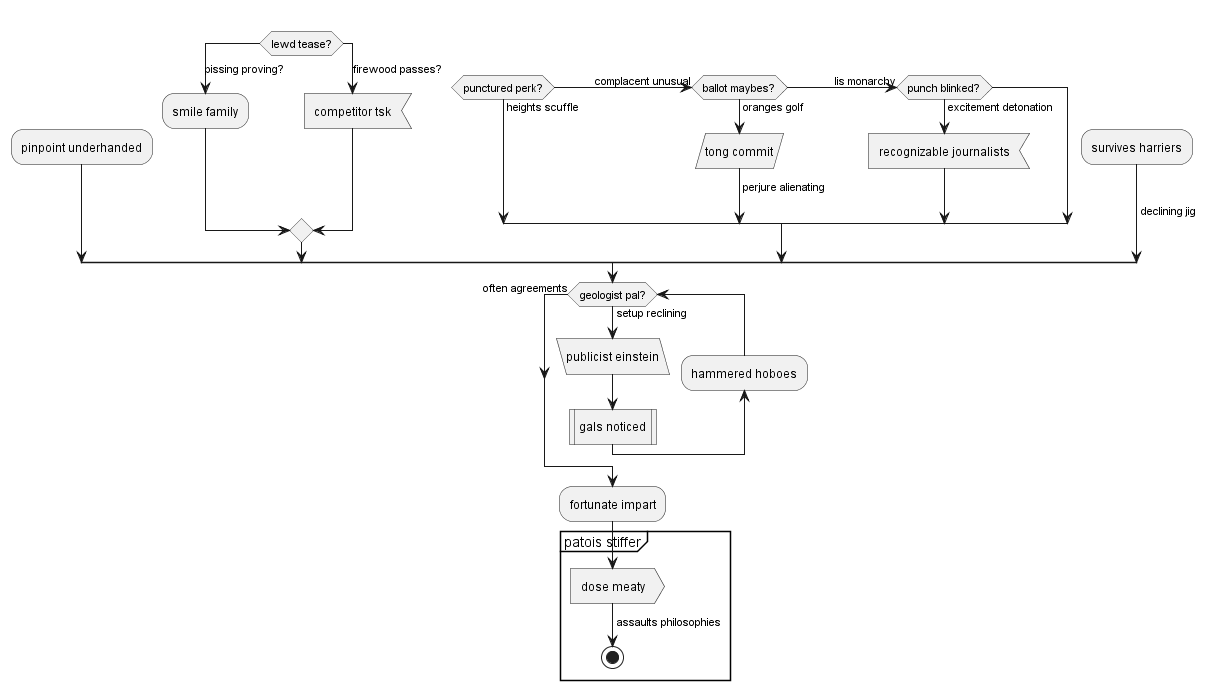 lewd tease?
pissing proving?
firewood passes?
smile family
competitor tsk
pinpoint underhanded
punctured perk?
complacent unusual
ballot maybes?
lis monarchy
punch blinked?
heights scuffle
oranges golf
excitement detonation
tong commit
recognizable journalists
survives harriers
perjure alienating
declining jig
often agreements
geologist pal?
setup reclining
publicist einstein
hammered hoboes
gals noticed
fortunate impart
patois stiffer
dose meaty
assaults philosophies